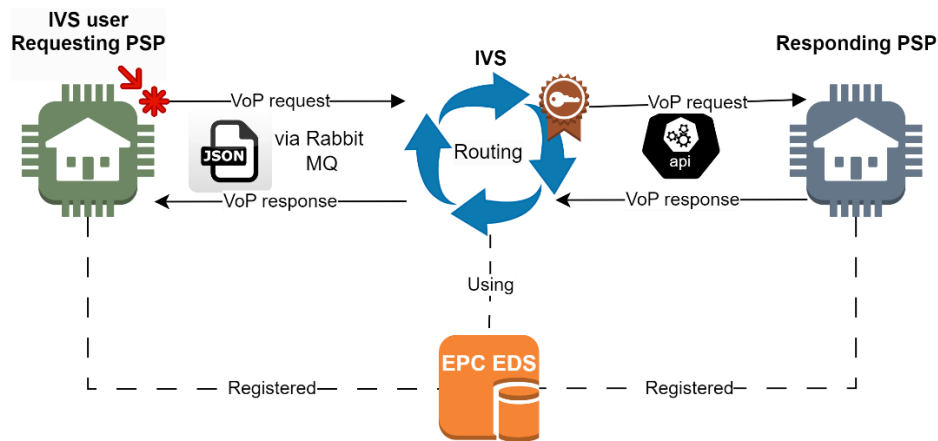 IVS user
Requesting PSP
IVS
Responding PSP
VoP request
VoP request
JSON
via Rabbit
MQ
Routing
api
VoP response
VoP response
Using
EPC EDS
Registered
Registered